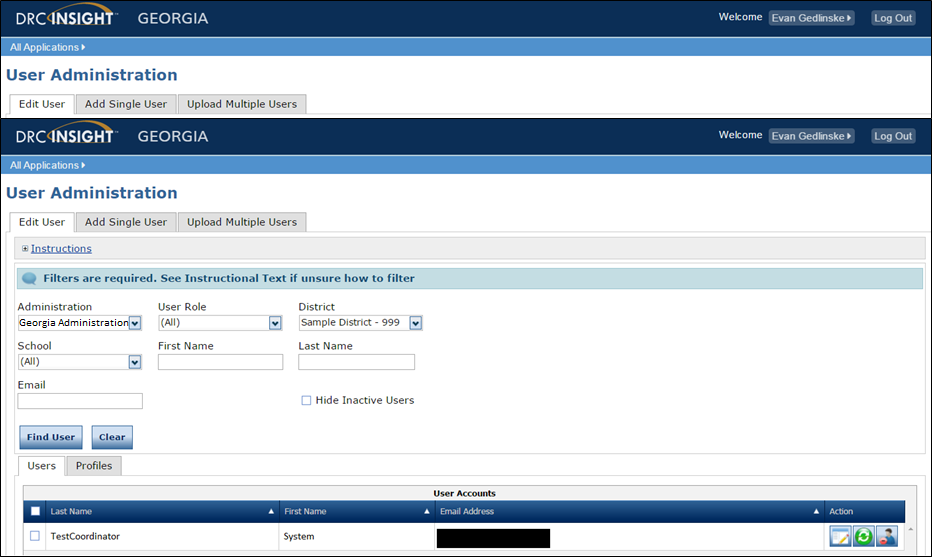 DRC INSIGHT GEORGIA Welcome Evan Gedlinske Log Out
All Applications
User Administration
Edit User Add Single User Upload Multiple Users
DRC INSIGHT GEORGIA Welcome Evan Gedlinske Log Out
All Applications
User Administration
Edit User Add Single User Upload Multiple Users
Instructions
Filters are required. See Instructional Text if unsure how to filter
Administration User Role District
Georgia Administration (All) Sample District - 999
School First Name Last Name
(All)
Email
Hide Inactive Users
Find User Clear
Users Profiles
User Accounts
Last Name First Name Email Address Action
TestCoordinator System